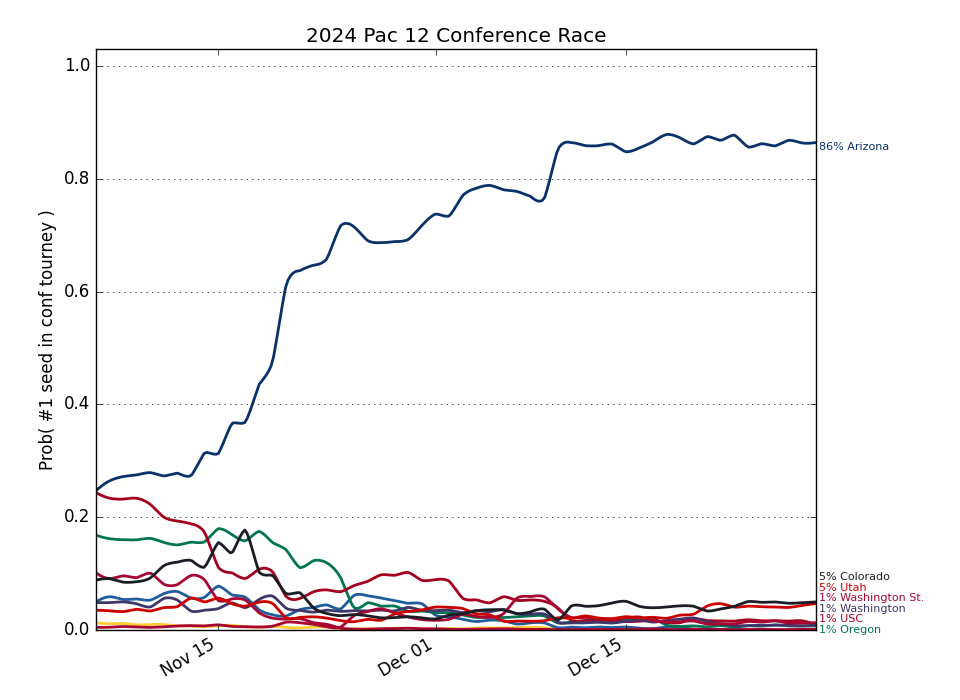 2024 Pac 12 Conference Race
Prob( #1 seed in conf tourney )
1.0
0.8
0.6
0.4
0.2
0.0
Nov 15
Dec 01
Dec 15
86% Arizona
5% Colorado
5% Utah
1% Washington St.
1% Washington
1% USC
1% Oregon